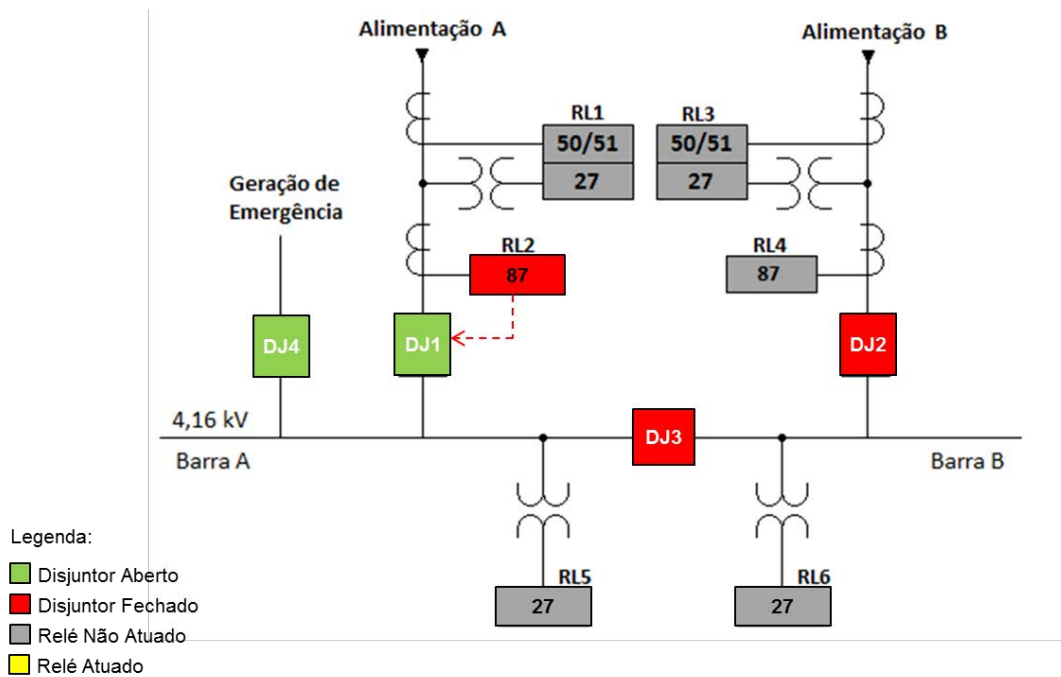 Alimentação A
Alimentação B
RL1
RL3
50/51
50/51
27
27
Geração de
Emergência
RL2
RL4
87
87
DJ4
DJ1
DJ2
4,16 kV
DJ3
Barra A
Barra B
RL5
RL6
27
27
Legenda:
Disjuntor Aberto
Disjuntor Fechado
Relé Não Atuado
Relé Atuado